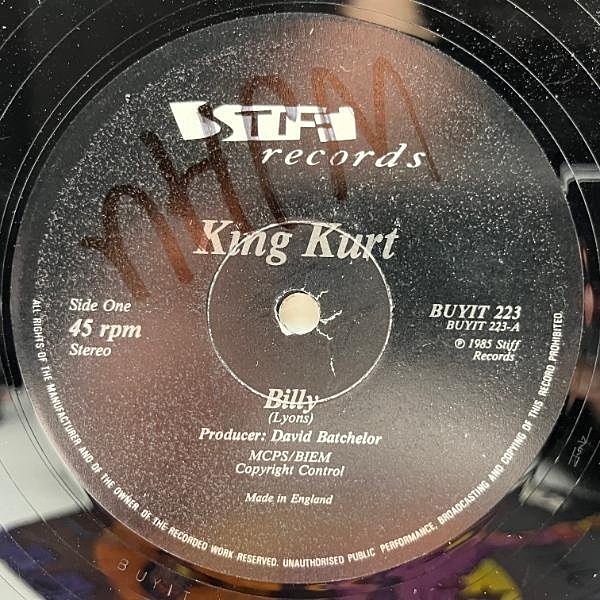 STIFF
records
King Kurt
Side One
45 rpm
Stereo
BUYIT 223
BUYIT 223-A
℗ 1985 Stiff
Records
Billy
(Lyons)
Producer: David Batchelor
MCPS/BIEM
Copyright Control
Made in England
ALL RIGHTS OF THE MANUFACTURER AND OF THE OWNER OF THE RECORDED WORK RESERVED. UNAUTHORISED PUBLIC PERFORMANCE, BROADCASTING AND COPYING OF THIS RECORD PROHIBITED.
BUYIT